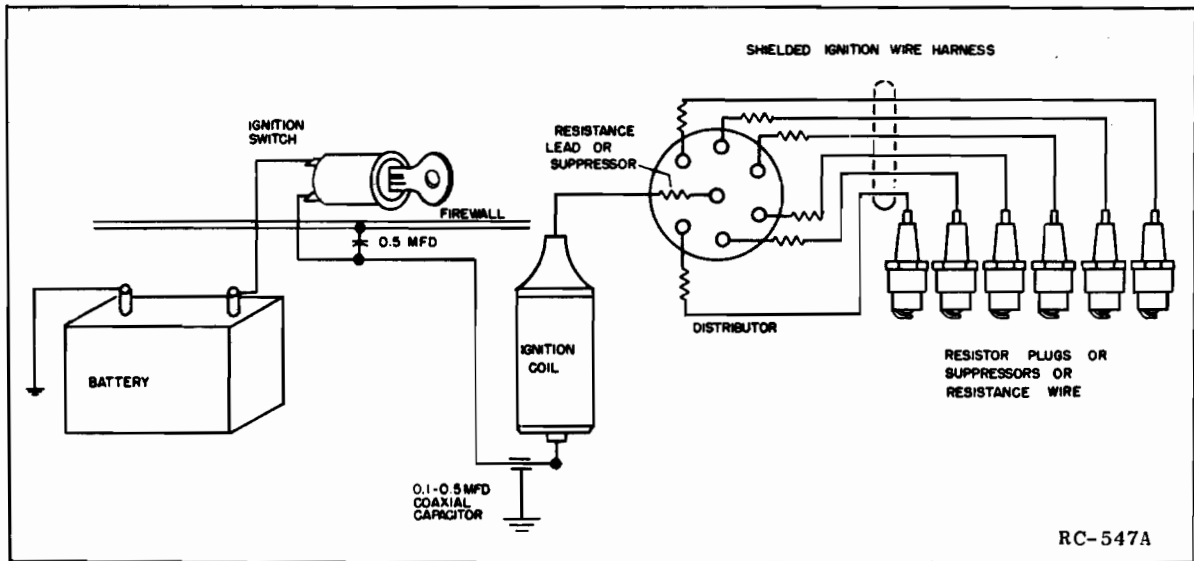 SHIELDED IGNITION WIRE HARNESS
IGNITION
SWITCH
RESISTANCE
LEAD OR
SUPPRESSOR
FIREWALL
0.5 MFD
DISTRIBUTOR
IGNITION
COIL
BATTERY
RESISTOR PLUGS OR
SUPPRESSORS OR
RESISTANCE WIRE
0.1-0.5 MFD
COAXIAL
CAPACITOR
RC-547A